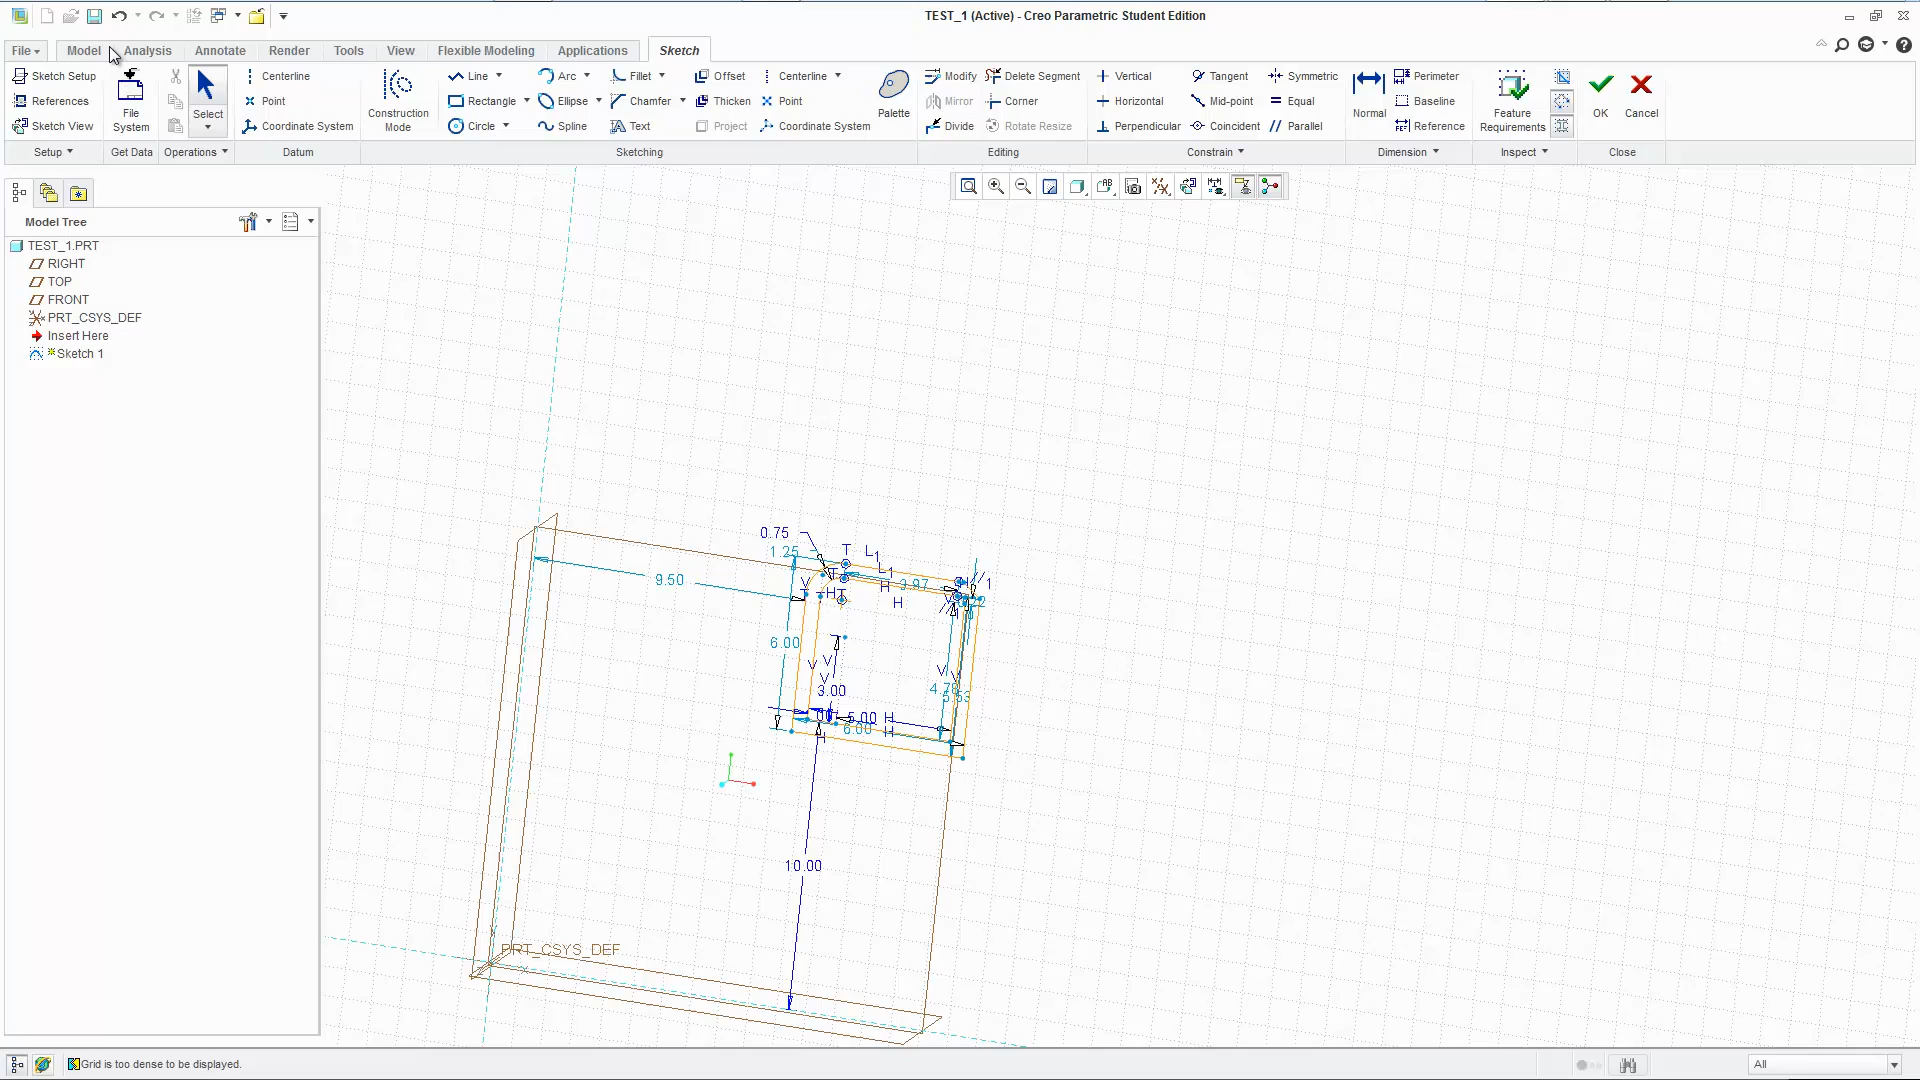 TEST_1 (Active) - Creo Parametric Student Edition
File Model Analysis Annotate Render Tools View Flexible Modeling Applications Sketch
Sketch Setup
References
Sketch View
Setup
File System
Get Data
Select
Operations
Centerline
Point
Coordinate System
Datum
Construction Mode
Line Arc Fillet Offset Centerline
Rectangle Ellipse Chamfer Thicken Point
Circle Spline Text Project Coordinate System
Palette
Sketching
Modify Delete Segment
Mirror Corner
Divide Rotate Resize
Editing
Vertical Tangent Symmetric
Horizontal Mid-point Equal
Perpendicular Coincident Parallel
Constrain
Normal
Perimeter
Baseline
Reference
Dimension
Feature Requirements
Inspect
OK Cancel
Close
Model Tree
TEST_1.PRT
RIGHT
TOP
FRONT
PRT_CSYS_DEF
Insert Here
Sketch 1
0.75
1.25
9.50
3.97
6.00
3.00
5.00 H
6.00 H
10.00
PRT_CSYS_DEF
Grid is too dense to be displayed.
All